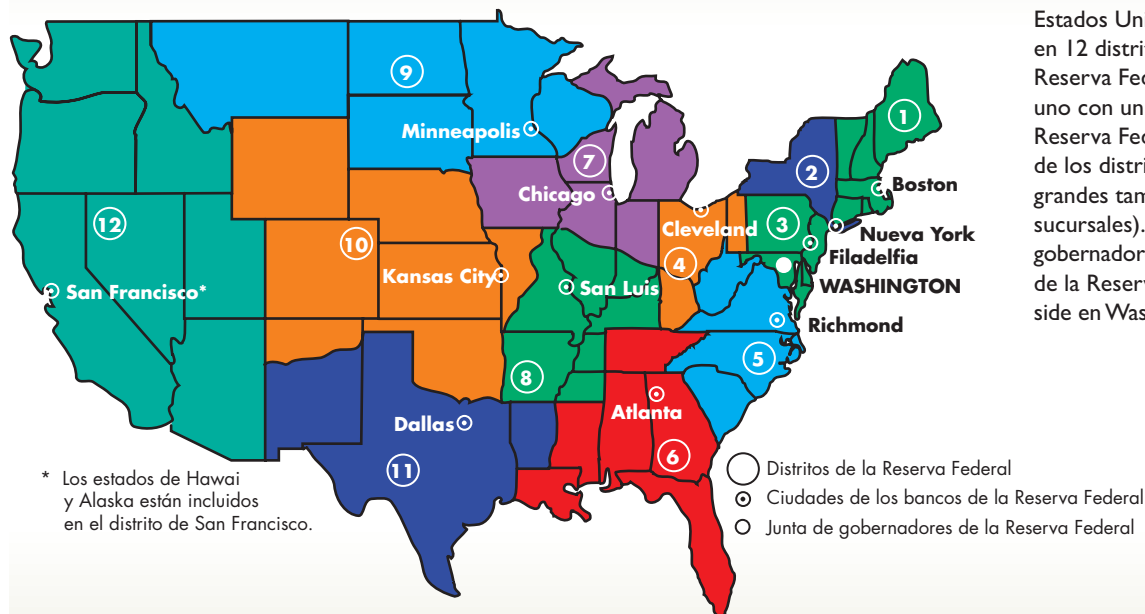 Estados Uni
en 12 distri
Reserva Fe
uno con un
Reserva Fe
de los distri
grandes tam
sucursales).
gobernador
de la Reser
side en Was
1
2
3
4
5
6
7
8
9
10
11
12
Minneapolis
Chicago
Cleveland
Boston
Nueva York
Filadelfia
WASHINGTON
Richmond
Kansas City
San Luis
San Francisco*
Atlanta
Dallas
* Los estados de Hawai
y Alaska están incluidos
en el distrito de San Francisco.
Distritos de la Reserva Federal
Ciudades de los bancos de la Reserva Federal
Junta de gobernadores de la Reserva Federal